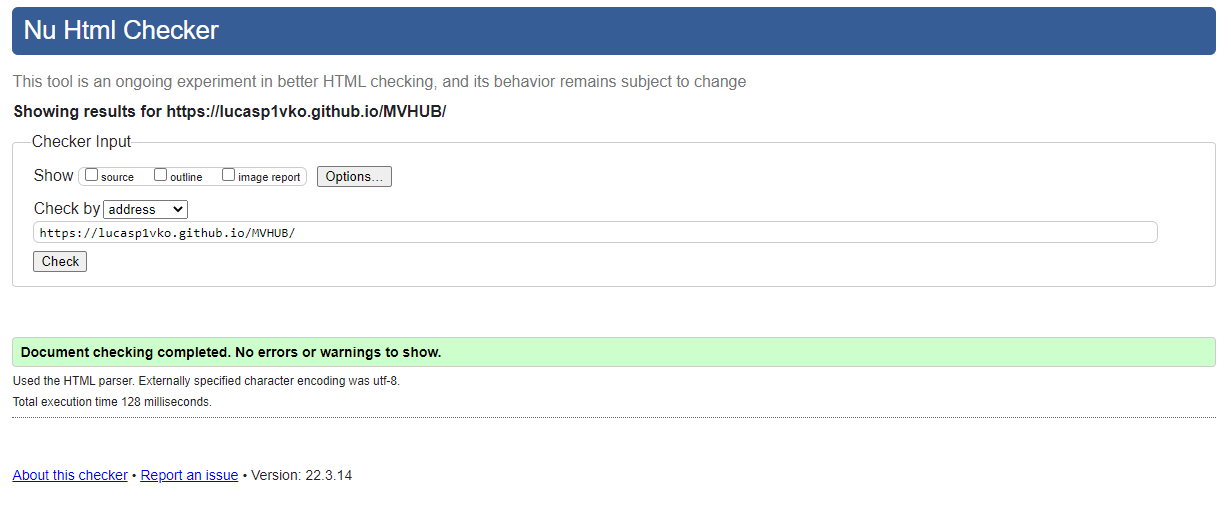 Nu Html Checker
This tool is an ongoing experiment in better HTML checking, and its behavior remains subject to change
Showing results for https://lucasp1vko.github.io/MVHUB/
Checker Input
Show source outline image report Options...
Check by address
https://lucasp1vko.github.io/MVHUB/
Check
Document checking completed. No errors or warnings to show.
Used the HTML parser. Externally specified character encoding was utf-8.
Total execution time 128 milliseconds.
About this checker • Report an issue • Version: 22.3.14